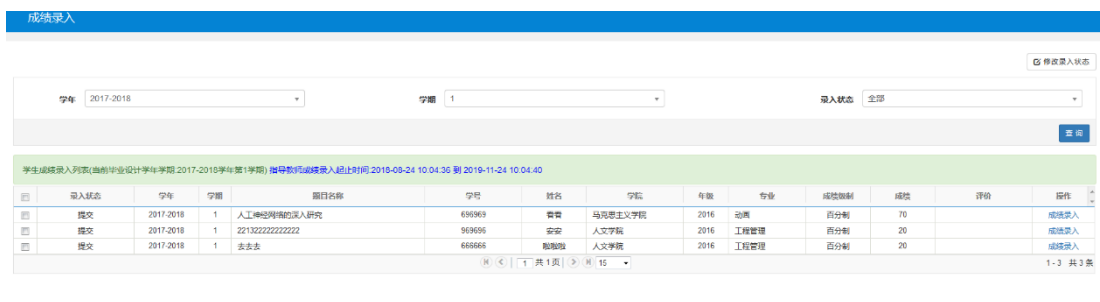 成绩录入
修改录入状态
学年 2017-2018 学期 1 录入状态 全部
查 询
学生成绩录入列表(当前毕业设计学年学期:2017-2018学年第1学期) 指导教师成绩录入起止时间:2018-08-24 10:04:36 到 2019-11-24 10:04:40
录入状态 学年 学期 题目名称 学号 姓名 学院 年级 专业 成绩级制 成绩 评价 操作
提交 2017-2018 1 人工神经网络的深入研究 696969 看看 马克思主义学院 2016 动画 百分制 70 成绩录入
提交 2017-2018 1 221322222222222 969696 安安 人文学院 2016 工程管理 百分制 20 成绩录入
提交 2017-2018 1 去去去 666666 啦啦啦 人文学院 2016 工程管理 百分制 20 成绩录入
1 共 1 页 15 1 - 3 共 3 条